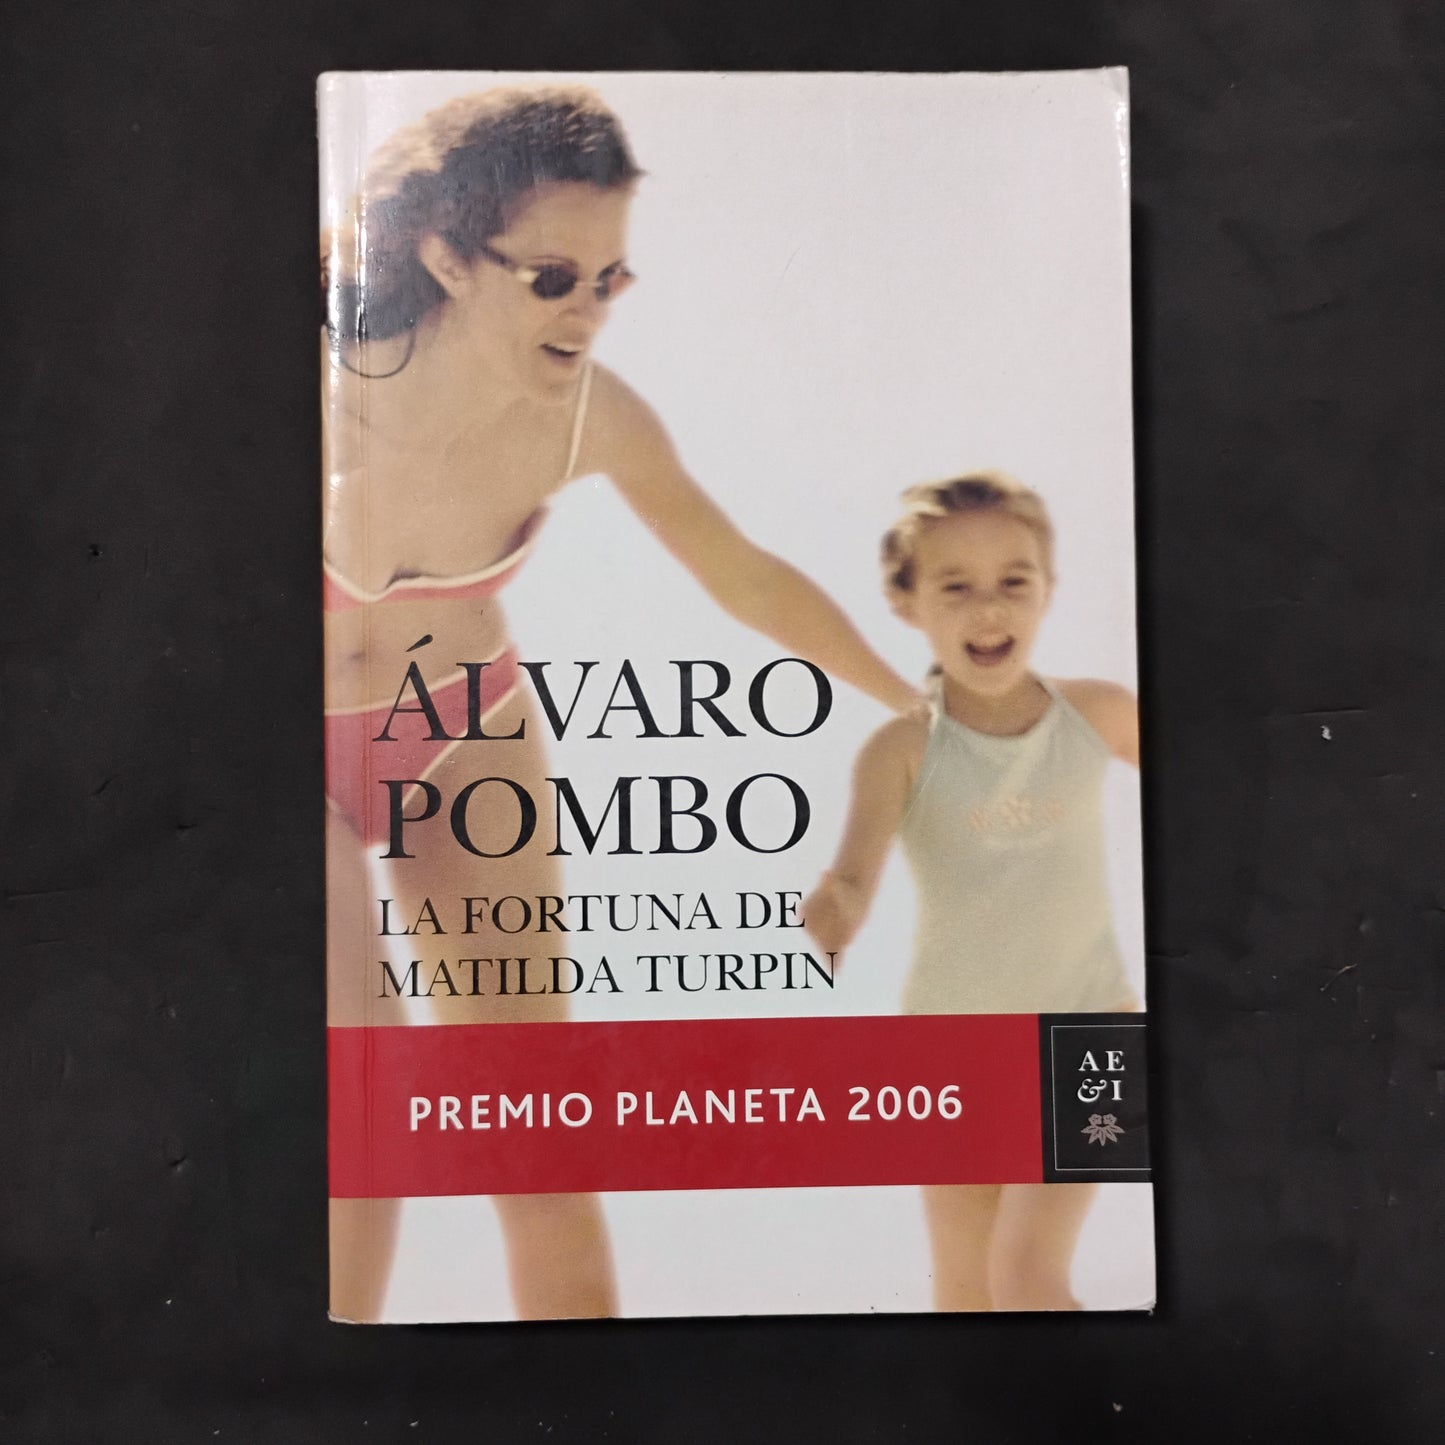 ÁLVARO
POMBO
LA FORTUNA DE
MATILDA TURPIN
PREMIO PLANETA 2006
AE
&I